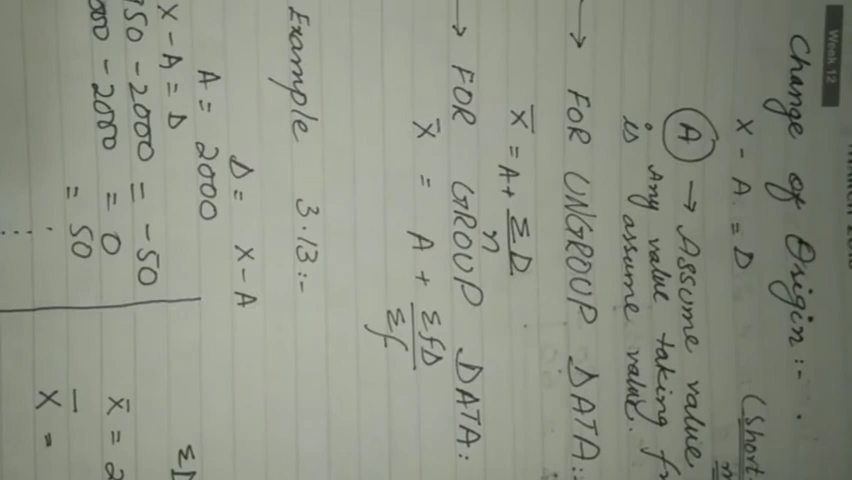 Week 12
Change of Origin :-
X - A = D (Short
A → Assume value
Any value taking
is assume value.
→ FOR UNGROUP DATA:
X̄ = A + ΣD/n
→ FOR GROUP DATA:
X̄ = A + ΣfD/Σf
Example 3.13:-
D = X - A
A = 2000
X - A = D
950 - 2000 = -50
000 - 2000 = 0
= 50
ΣD
X̄ = 2
X̄ =